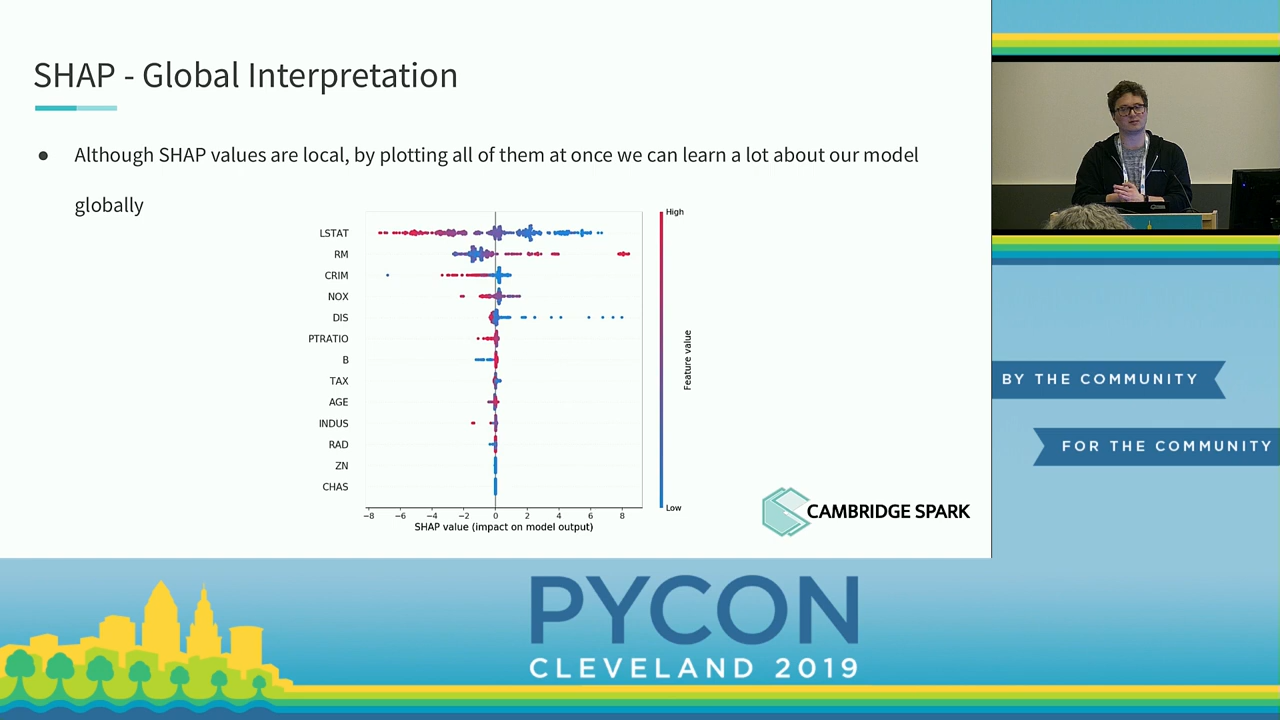 SHAP - Global Interpretation
● Although SHAP values are local, by plotting all of them at once we can learn a lot about our model
globally
High
LSTAT
RM
CRIM
NOX
DIS
PTRATIO
B
TAX
AGE
INDUS
RAD
ZN
CHAS
Feature value
Low
−8 −6 −4 −2 0 2 4 6 8
SHAP value (impact on model output)
CAMBRIDGE SPARK
BY THE COMMUNITY
FOR THE COMMUNITY
PYCON
CLEVELAND 2019